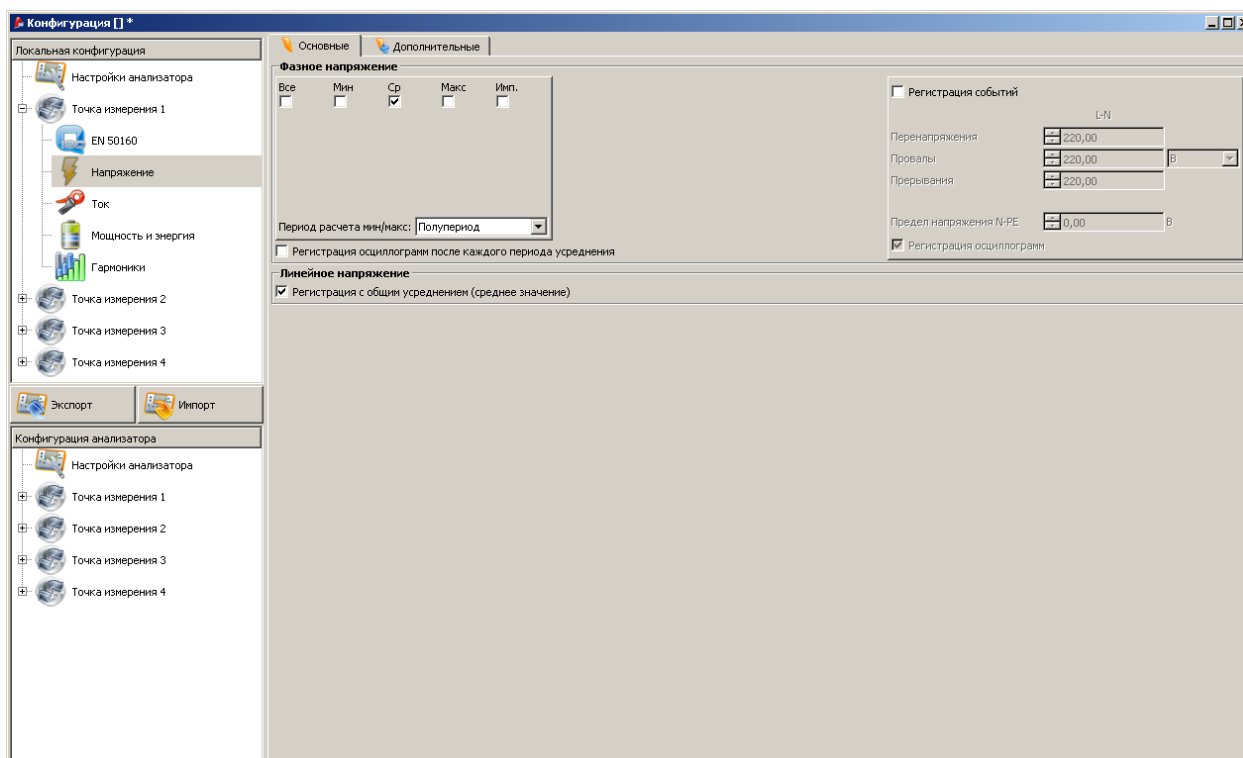 Конфигурация [] *
Локальная конфигурация
Настройки анализатора
Точка измерения 1
EN 50160
Напряжение
Ток
Мощность и энергия
Гармоники
Точка измерения 2
Точка измерения 3
Точка измерения 4
Экспорт
Импорт
Конфигурация анализатора
Настройки анализатора
Точка измерения 1
Точка измерения 2
Точка измерения 3
Точка измерения 4
Основные
Дополнительные
Фазное напряжение
Все Мин Ср Макс Имп.
Период расчета мин/макс: Полупериод
Регистрация осциллограмм после каждого периода усреднения
Регистрация событий
L-N
Перенапряжения 220,00
Провалы 220,00 В
Прерывания 220,00
Предел напряжения N-PE 0,00 В
Регистрация осциллограмм
Линейное напряжение
Регистрация с общим усреднением (среднее значение)